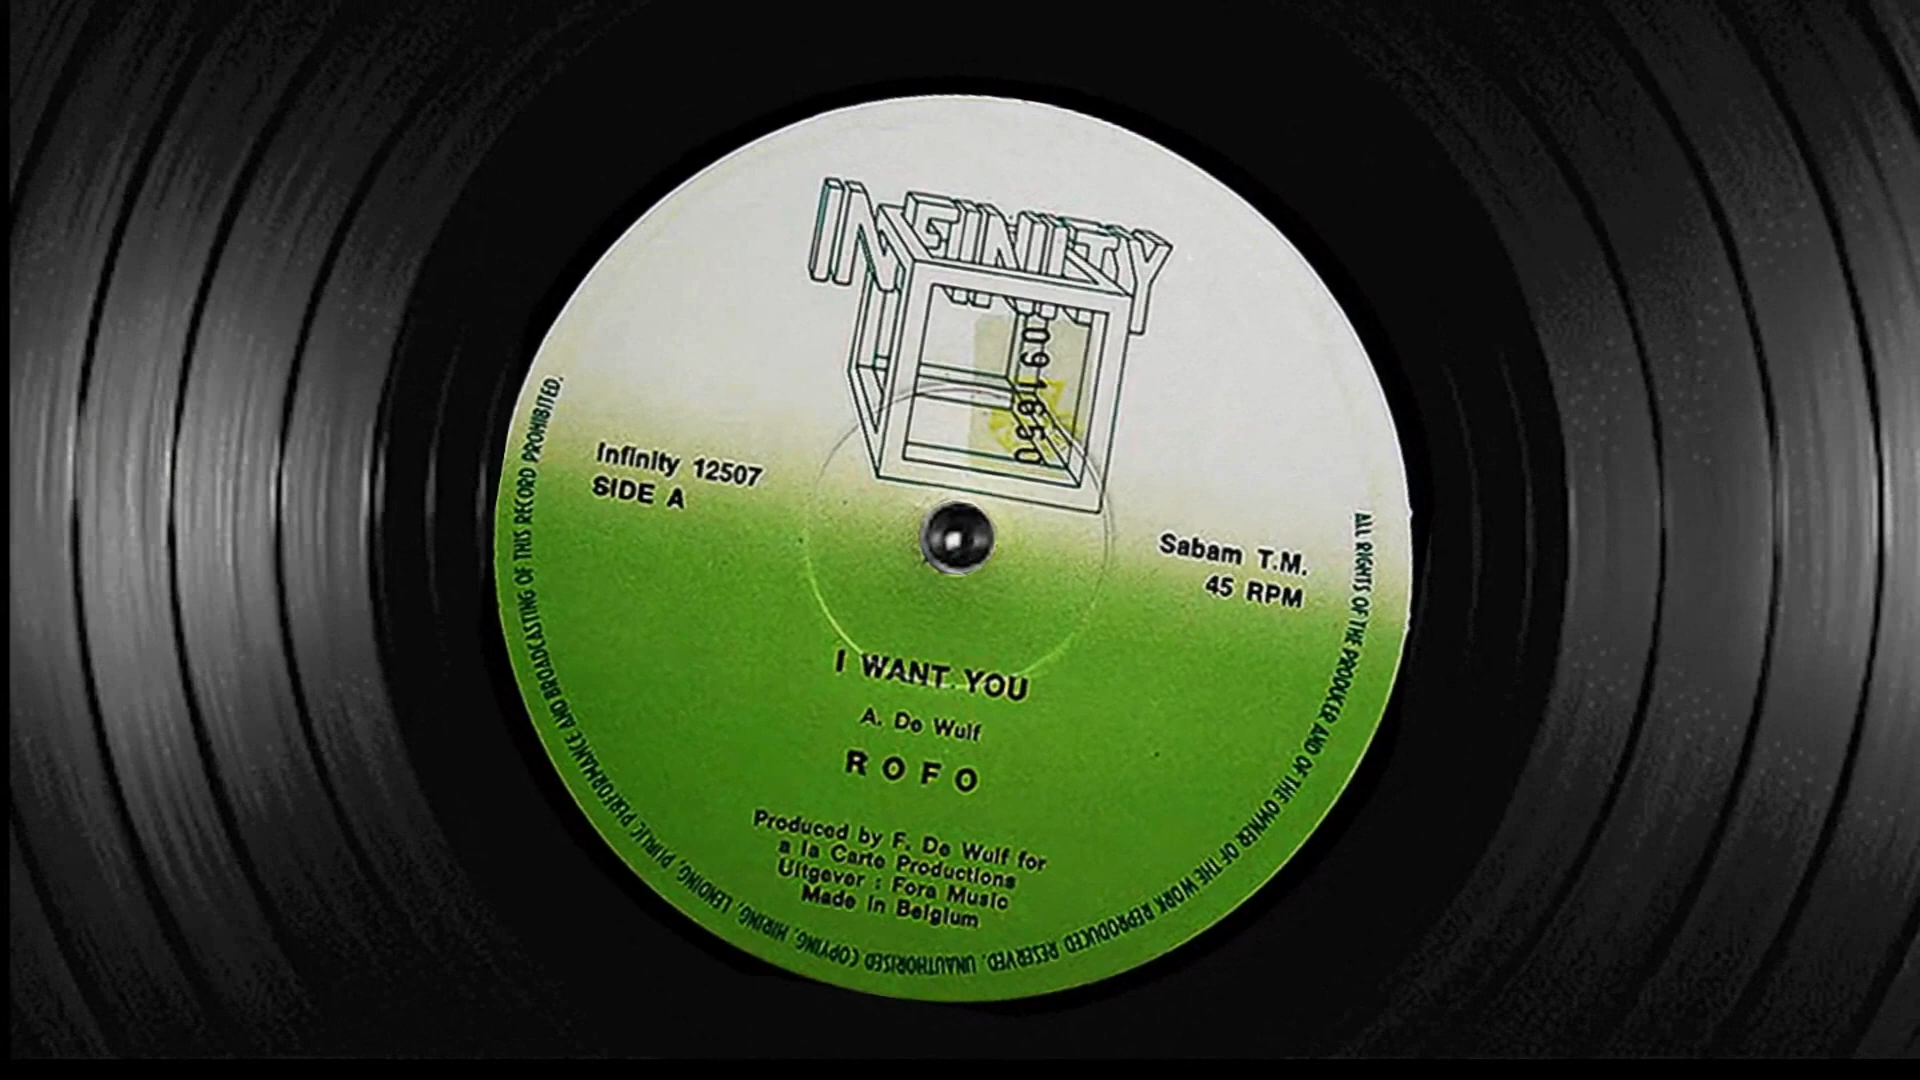 INFINITY
091650
Infinity 12507
SIDE A
Sabam T.M.
45 RPM
I WANT YOU
A. De Wulf
ROFO
Produced by F. De Wulf for
a la Carte Productions
Uitgever : Fora Music
Made in Belgium
ALL RIGHTS OF THE PRODUCER AND OF THE OWNER OF THE WORK REPRODUCED RESERVED. UNAUTHORISED COPYING, HIRING, LENDING, PUBLIC PERFORMANCE AND BROADCASTING OF THIS RECORD PROHIBITED.